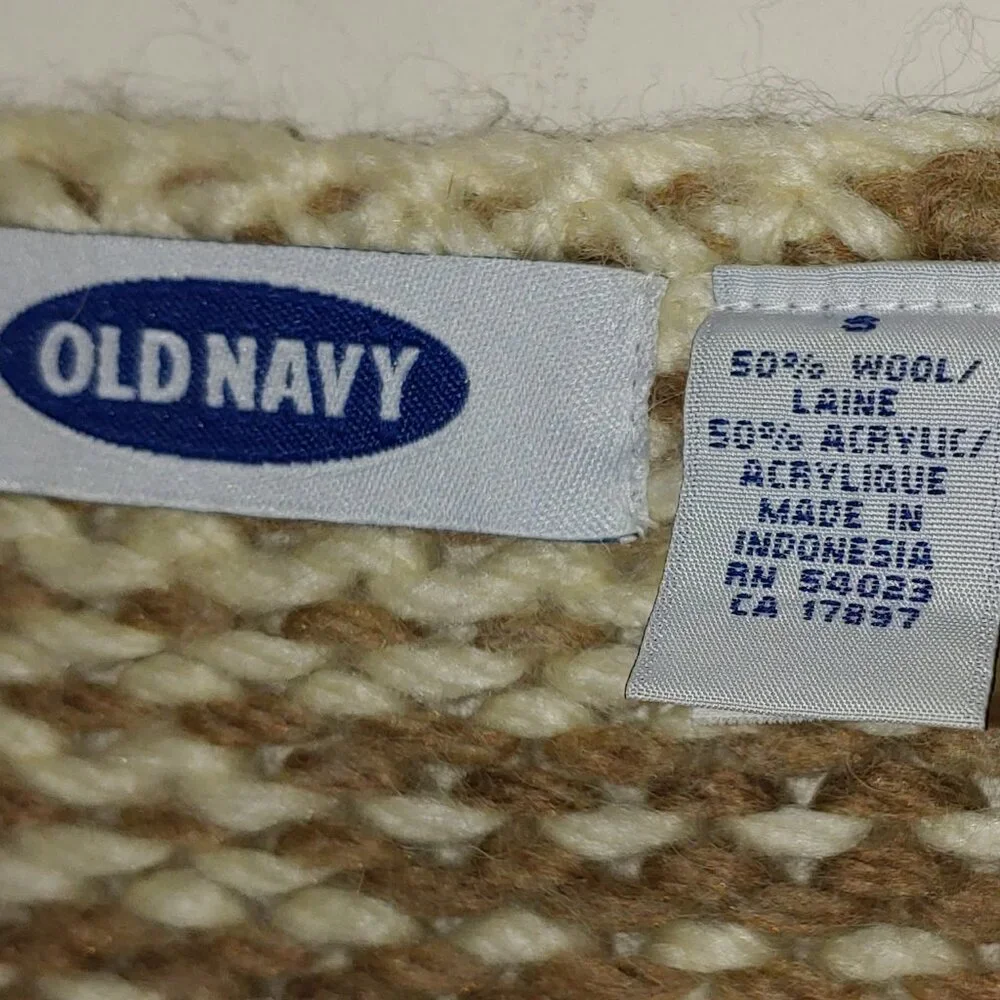 OLD NAVY
S
50% WOOL/
LAINE
50% ACRYLIC/
ACRYLIQUE
MADE IN
INDONESIA
RN 54023
CA 17897